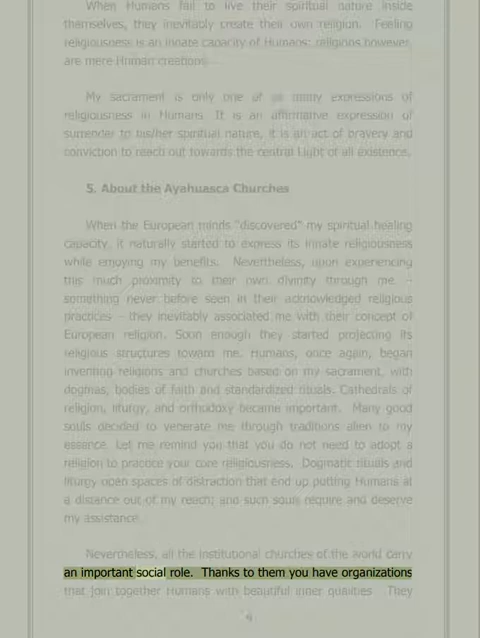 When Humans fail to live their spiritual nature inside
themselves, they inevitably create their own religion. Feeling
religiousness is an innate capacity of Humans; religions however,
are mere Human creations.
My sacrament is only one of so many expressions of
religiousness in Humans. It is an affirmative expression of
surrender to his/her spiritual nature, it is an act of bravery and
conviction to reach out towards the central Light of all existence.
5. About the Ayahuasca Churches
When the European minds "discovered" my spiritual healing
capacity, it naturally started to express its innate religiousness
while enjoying my benefits. Nevertheless, upon experiencing
this much proximity to their own divinity through me –
something never before seen in their acknowledged religious
practices – they inevitably associated me with their concept of
European religion. Soon enough they started projecting its
religious structures toward me. Humans, once again, began
inventing religions and churches based on my sacrament, with
dogmas, bodies of faith and standardized rituals. Cathedrals of
religion, liturgy, and orthodoxy became important. Many good
souls decided to venerate me through traditions alien to my
essence. Let me remind you that you do not need to adopt a
religion to practice your core religiousness. Dogmatic rituals and
liturgy open spaces of distraction that end up putting Humans at
a distance out of my reach; and such souls require and deserve
my assistance.
Nevertheless, all the institutional churches of the world carry
an important social role. Thanks to them you have organizations
that join together Humans with beautiful inner qualities. They